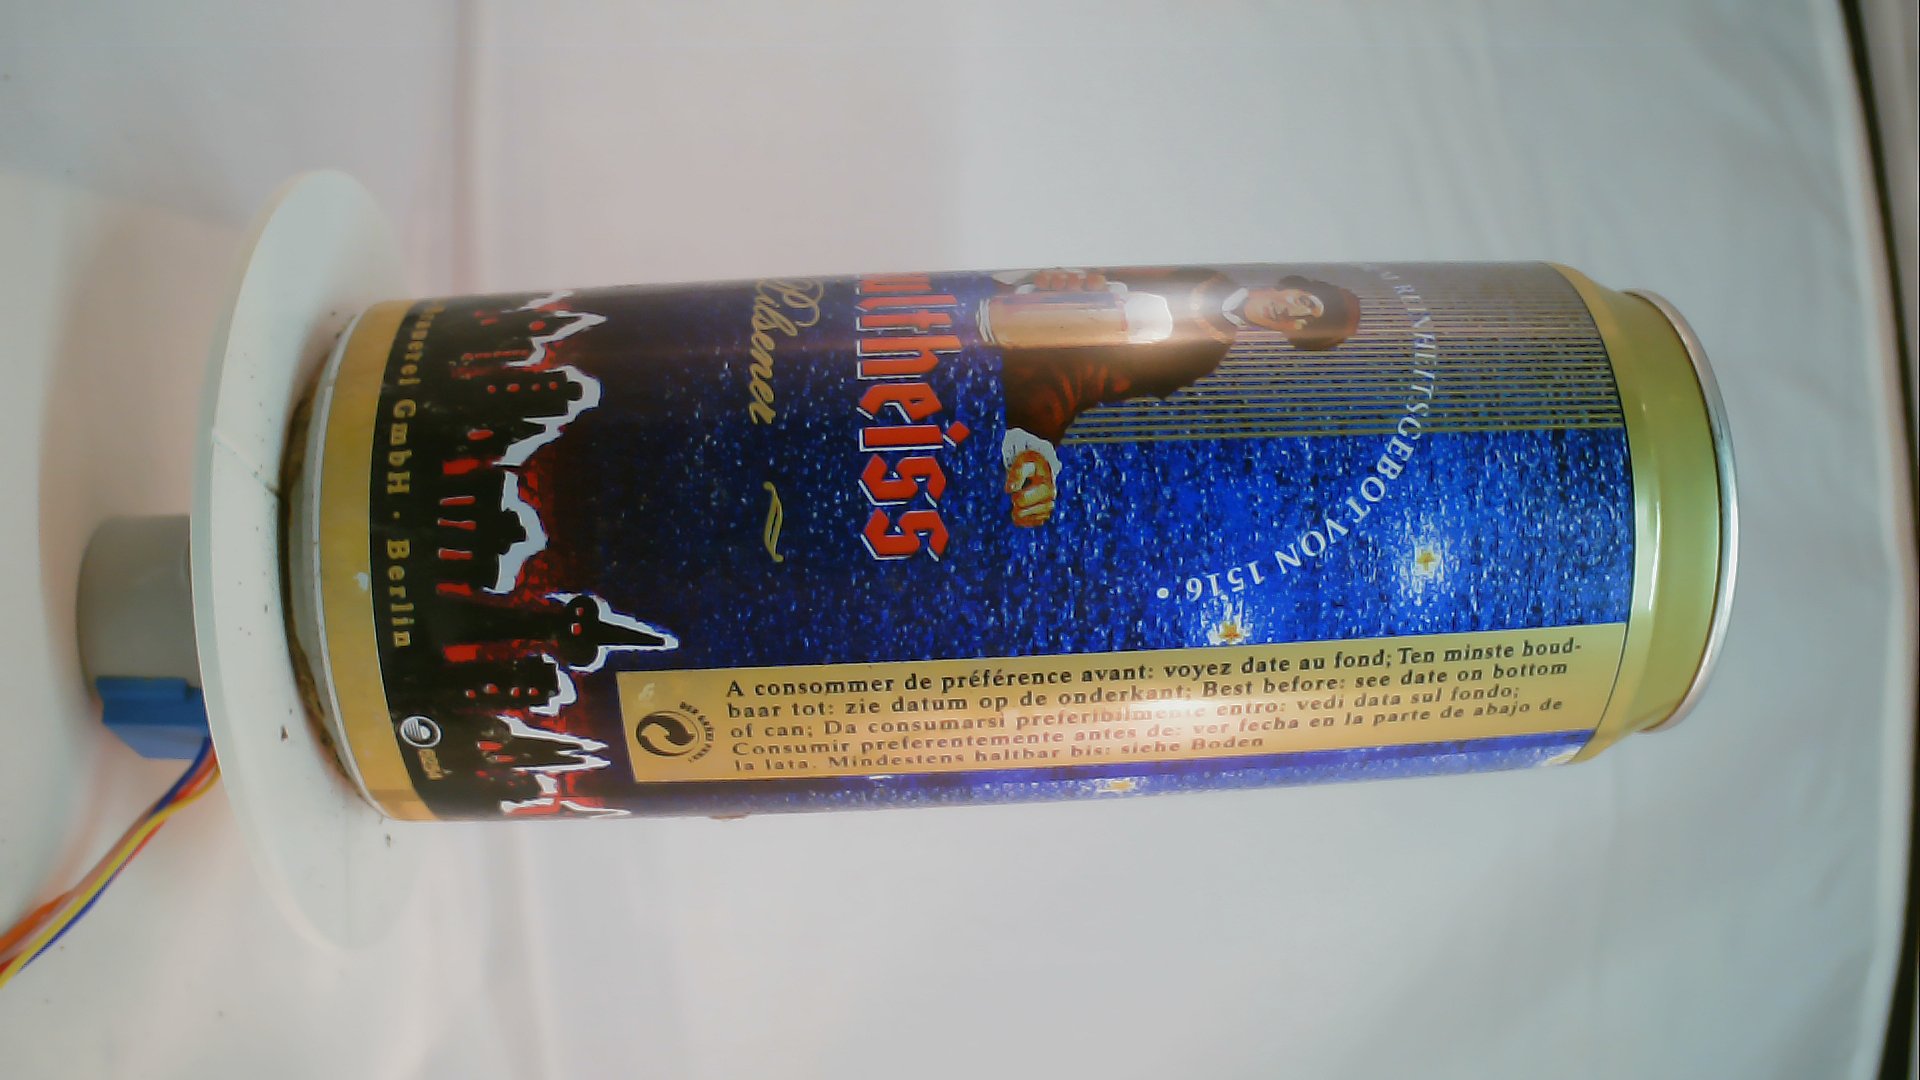 REINHEITSGEBOT VON 1516 •
ultheiss
Pilsener
Brauerei GmbH · Berlin
A consommer de préférence avant: voyez date au fond; Ten minste houd-
baar tot: zie datum op de onderkant; Best before: see date on bottom
of can; Da consumarsi preferibilmente entro: vedi data sul fondo;
Consumir preferentemente antes de: ver fecha en la parte de abajo de
la lata. Mindestens haltbar bis: siehe Boden